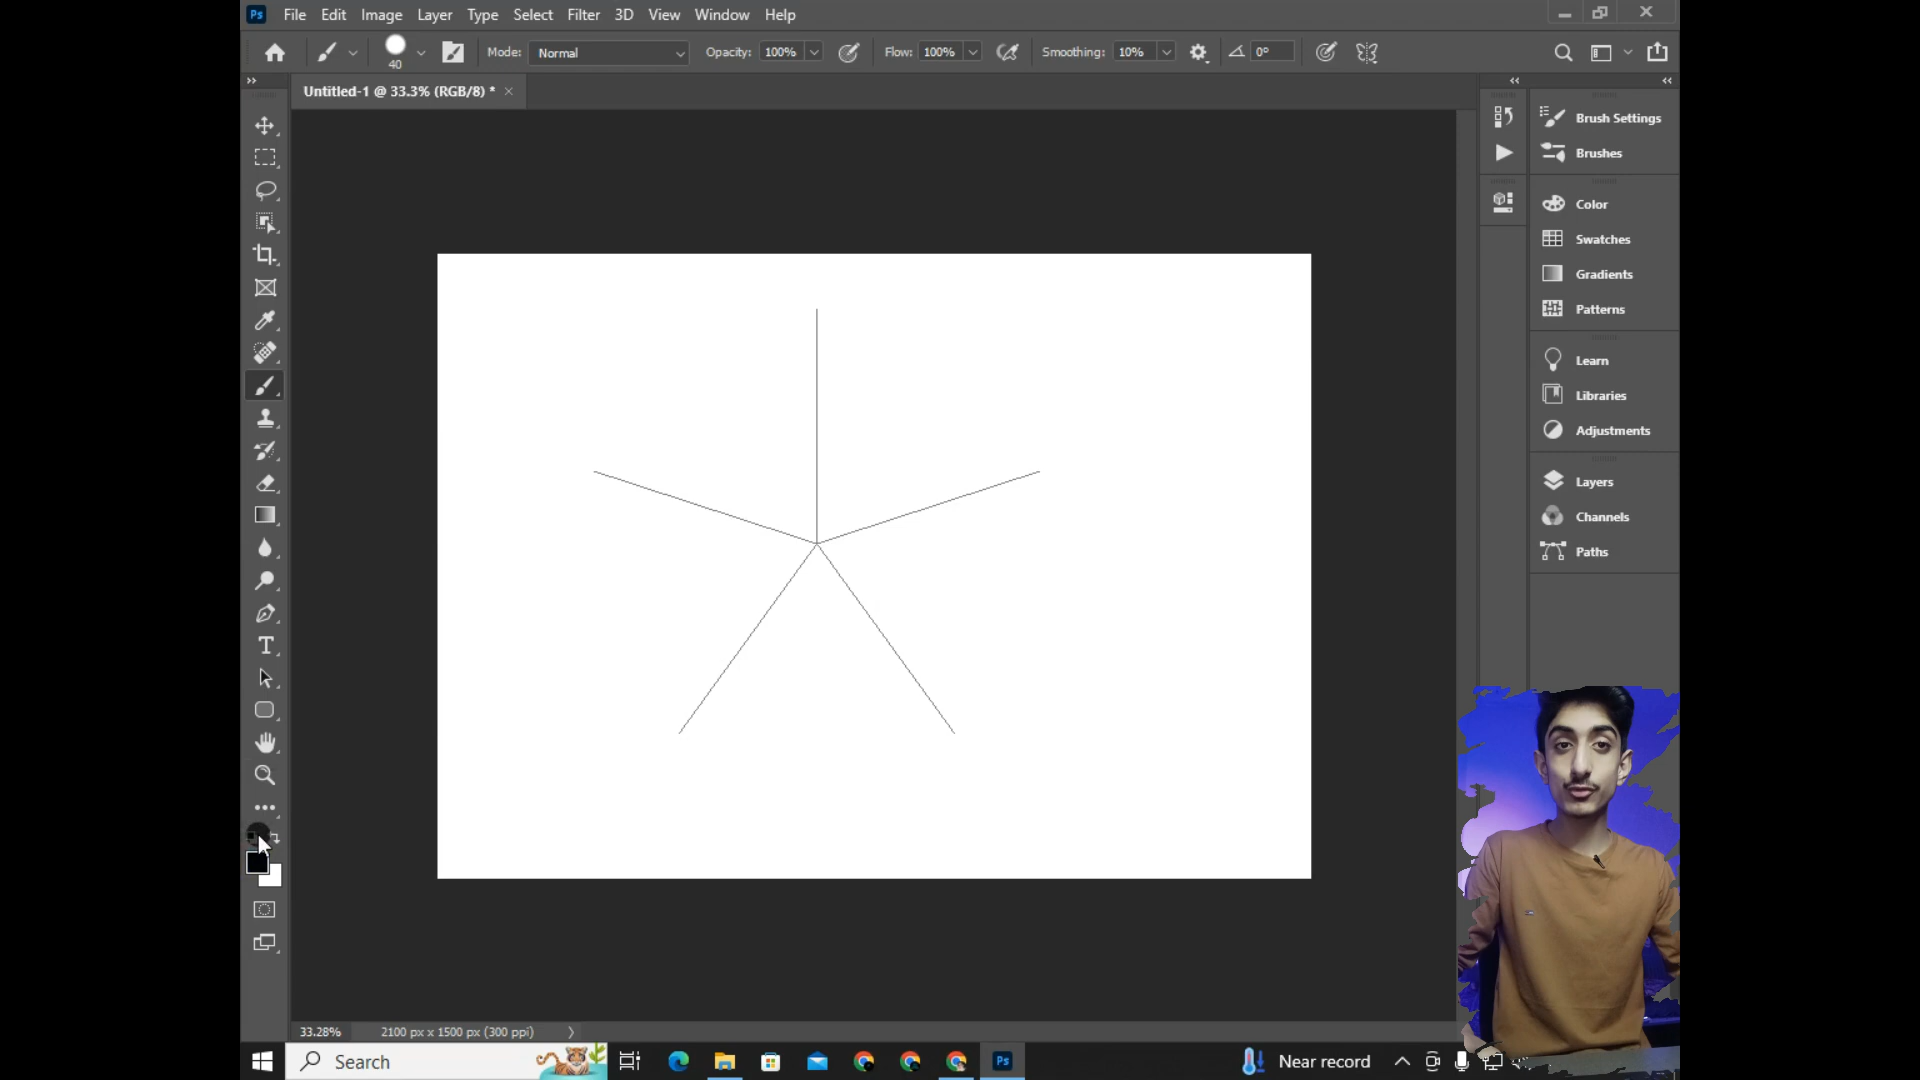 Ps File Edit Image Layer Type Select Filter 3D View Window Help
40 Mode: Normal Opacity: 100% Flow: 100% Smoothing: 10% 0°
Untitled-1 @ 33.3% (RGB/8) *
Brush Settings
Brushes
Color
Swatches
Gradients
Patterns
Learn
Libraries
Adjustments
Layers
Channels
Paths
T
33.28% 2100 px x 1500 px (300 ppi)
Search Ps Near record